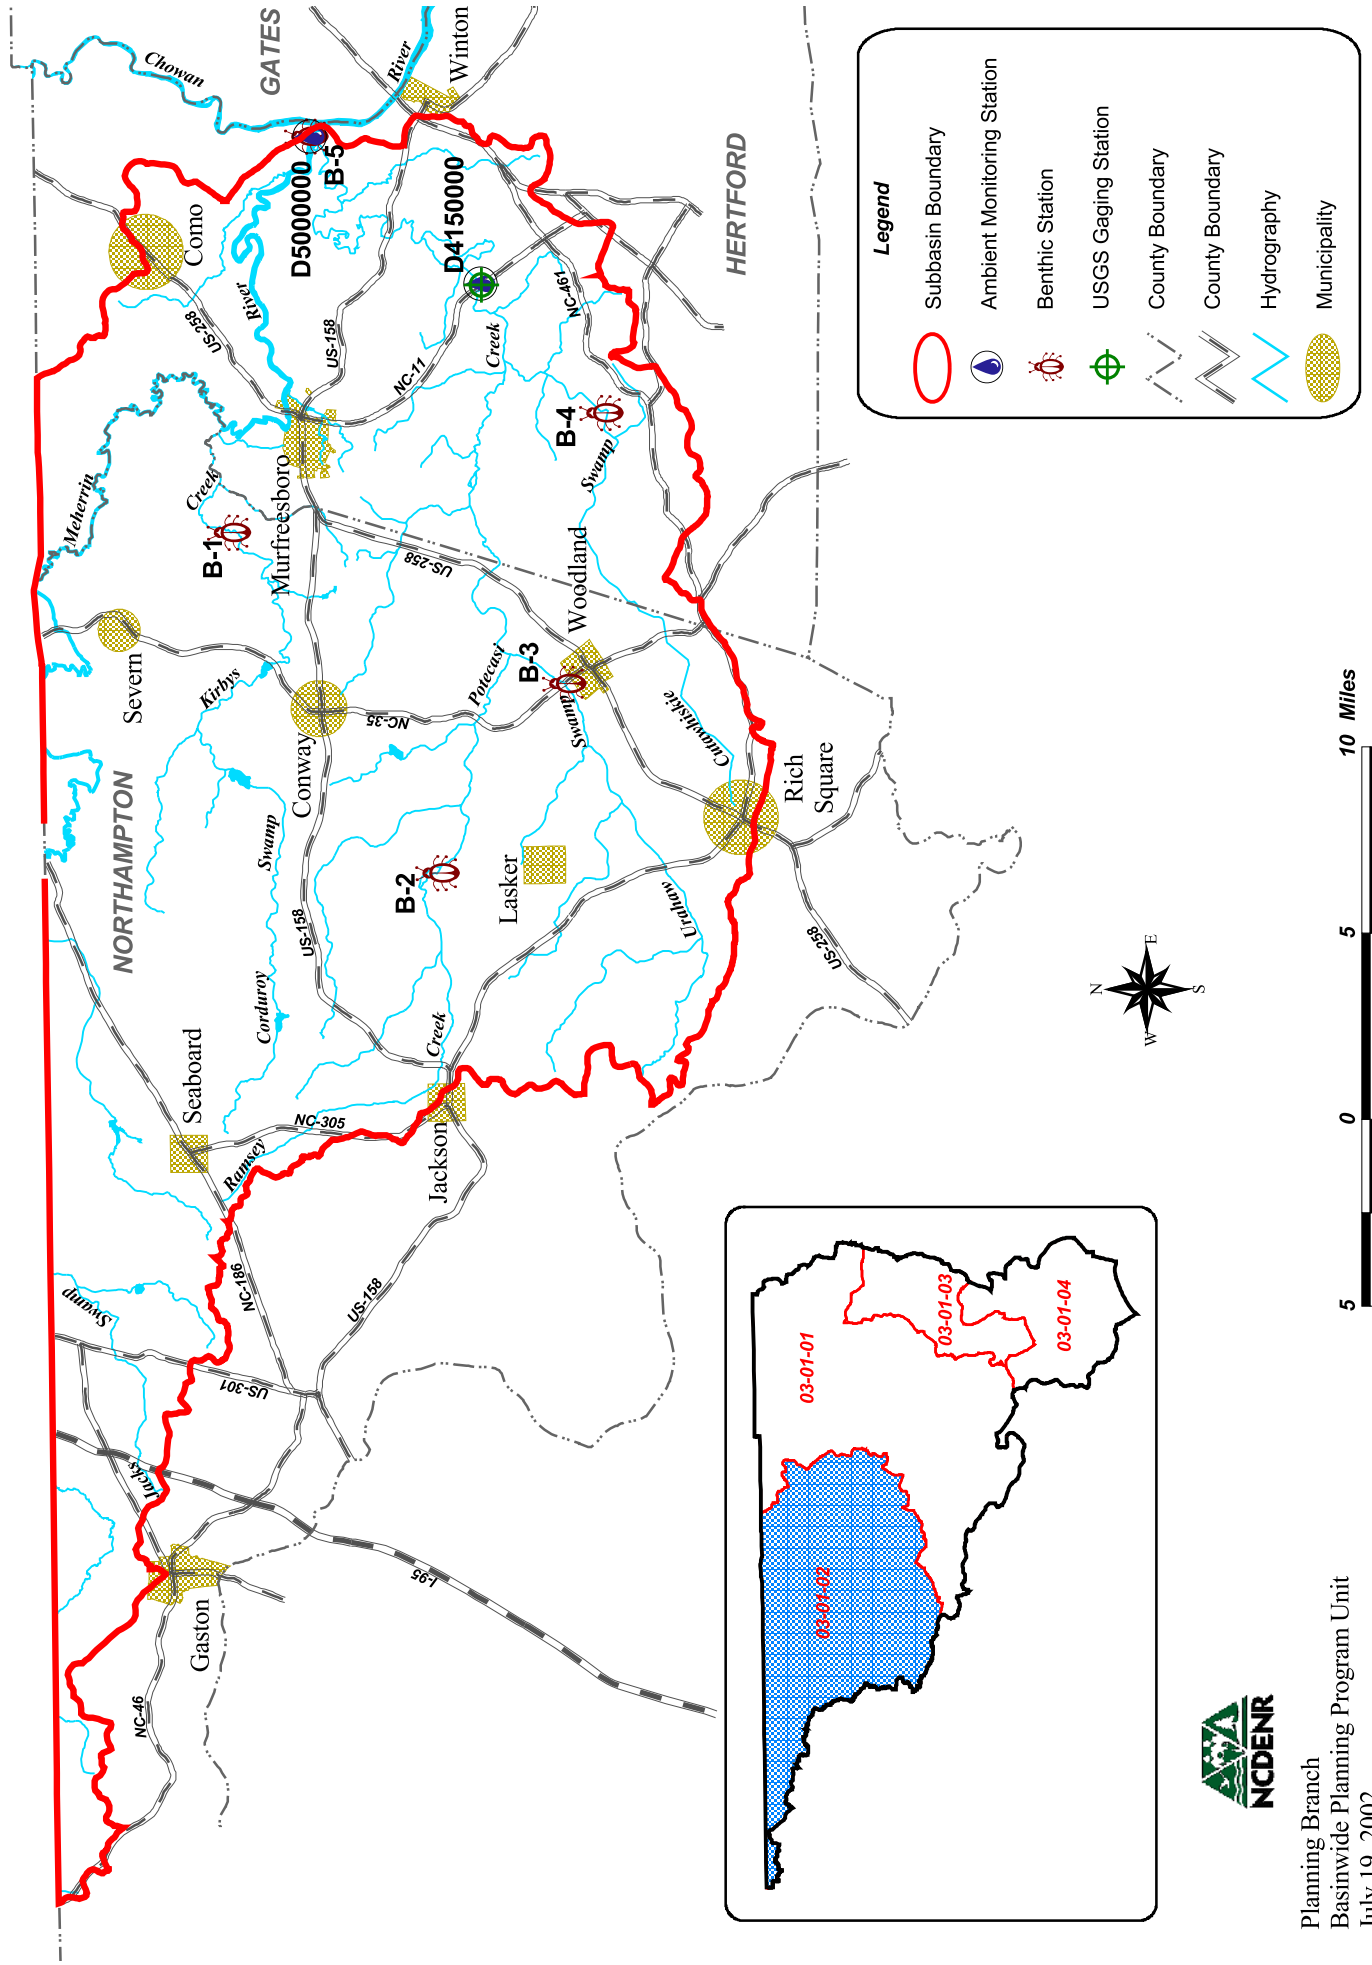 GATES
Chowan
River
Winton
Como
D5000000
B-5
D4150000
HERTFORD
River
US-258
US-158
NC-11
Creek
NC-461
B-4
Swamp
Meherrin
Creek
B-1
Murfreesboro
US-258
Woodland
Severn
Kirbys
Potecasi
B-3
Swamp
Cutawhiskie
NC-35
Conway
NORTHAMPTON
Swamp
Corduroy
US-158
B-2
Lasker
Urahaw
Rich
Square
US-258
Creek
Seaboard
NC-305
Ramsey
Jackson
NC-186
US-158
Swamp
US-301
Jacks
Gaston
I-95
NC-46
Legend
Subbasin Boundary
Ambient Monitoring Station
Benthic Station
USGS Gaging Station
County Boundary
County Boundary
Hydrography
Municipality
N
E
S
W
5 0 5 10 Miles
03-01-01
03-01-02
03-01-03
03-01-04
NCDENR
Planning Branch
Basinwide Planning Program Unit
July 19, 2002